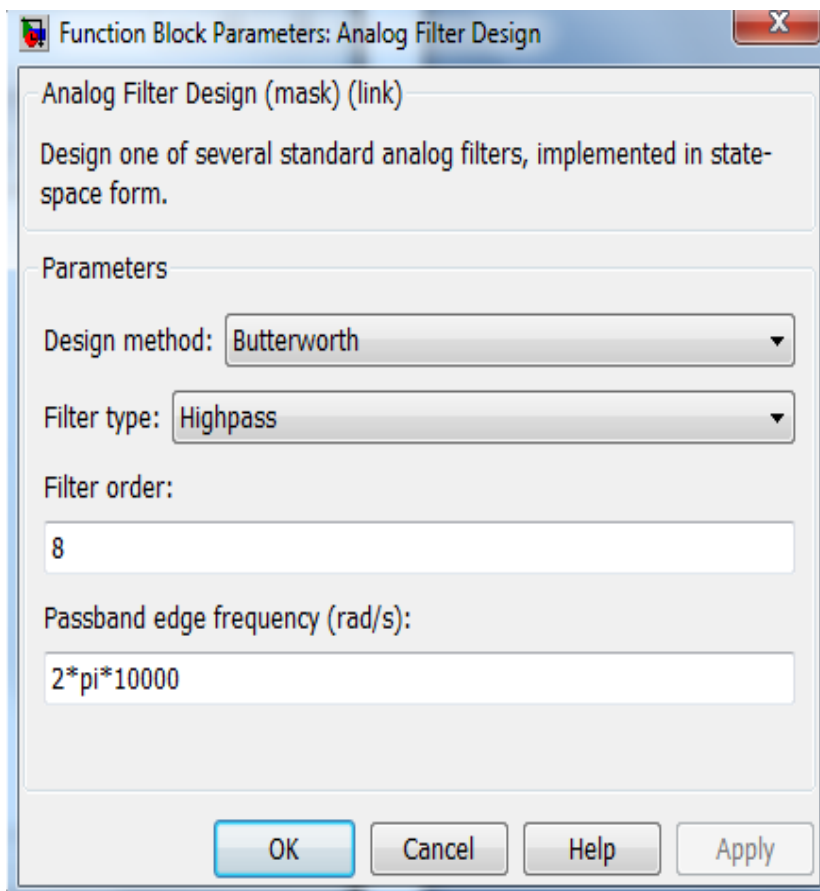 Function Block Parameters: Analog Filter Design
X
Analog Filter Design (mask) (link)
Design one of several standard analog filters, implemented in state-
space form.
Parameters
Design method: Butterworth
Filter type: Highpass
Filter order:
8
Passband edge frequency (rad/s):
2*pi*10000
OK Cancel Help Apply